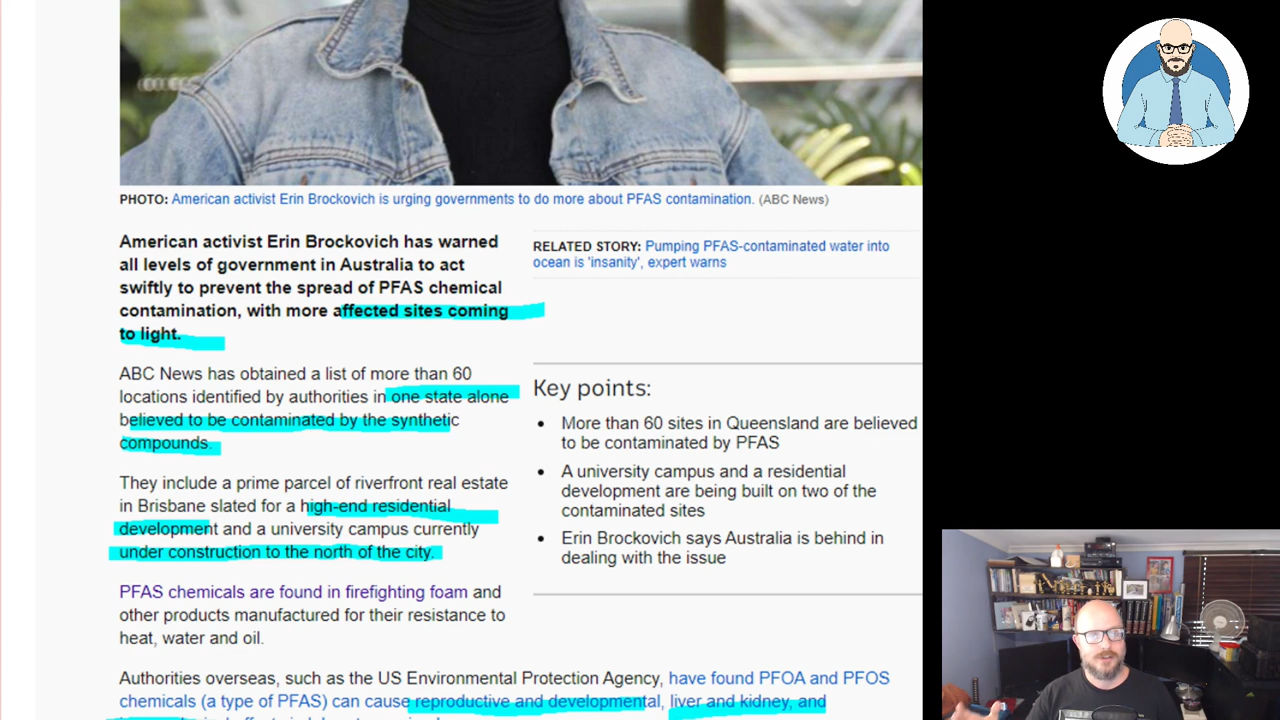 PHOTO: American activist Erin Brockovich is urging governments to do more about PFAS contamination. (ABC News)
American activist Erin Brockovich has warned
all levels of government in Australia to act
swiftly to prevent the spread of PFAS chemical
contamination, with more affected sites coming
to light.
ABC News has obtained a list of more than 60
locations identified by authorities in one state alone
believed to be contaminated by the synthetic
compounds.
They include a prime parcel of riverfront real estate
in Brisbane slated for a high-end residential
development and a university campus currently
under construction to the north of the city.
PFAS chemicals are found in firefighting foam and
other products manufactured for their resistance to
heat, water and oil.
Authorities overseas, such as the US Environmental Protection Agency, have found PFOA and PFOS
chemicals (a type of PFAS) can cause reproductive and developmental, liver and kidney, and
RELATED STORY: Pumping PFAS-contaminated water into
ocean is 'insanity', expert warns
Key points:
• More than 60 sites in Queensland are believed
to be contaminated by PFAS
• A university campus and a residential
development are being built on two of the
contaminated sites
• Erin Brockovich says Australia is behind in
dealing with the issue